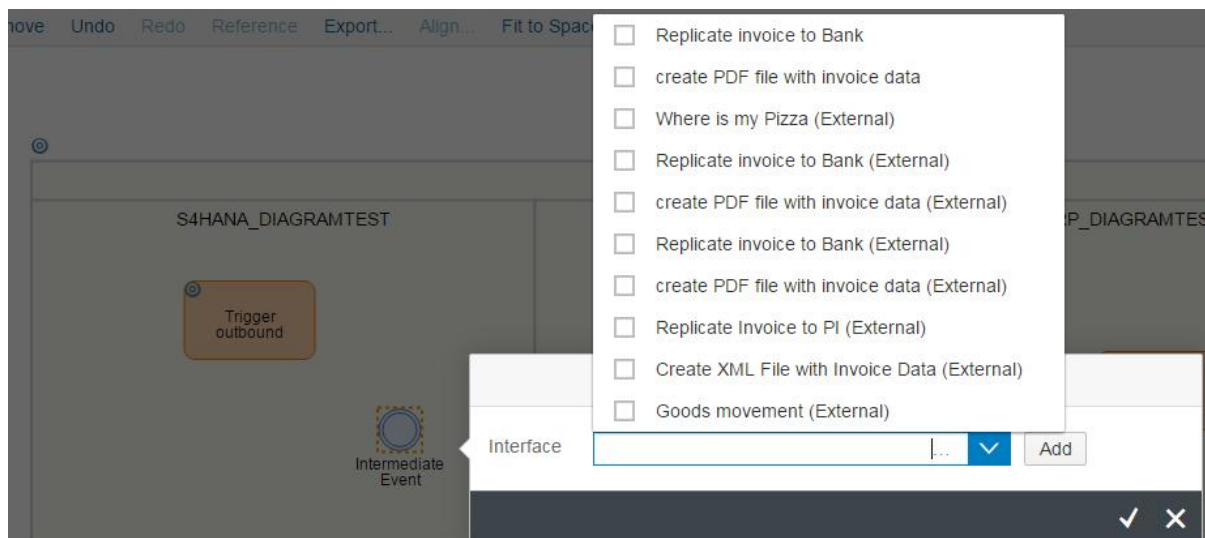 nove Undo Redo Reference Export... Align... Fit to Spac
Replicate invoice to Bank
create PDF file with invoice data
Where is my Pizza (External)
Replicate invoice to Bank (External)
create PDF file with invoice data (External)
Replicate invoice to Bank (External)
create PDF file with invoice data (External)
Replicate Invoice to PI (External)
Create XML File with Invoice Data (External)
Goods movement (External)
S4HANA_DIAGRAMTEST
RP_DIAGRAMTES
Trigger
outbound
Intermediate
Event
Interface ... Add